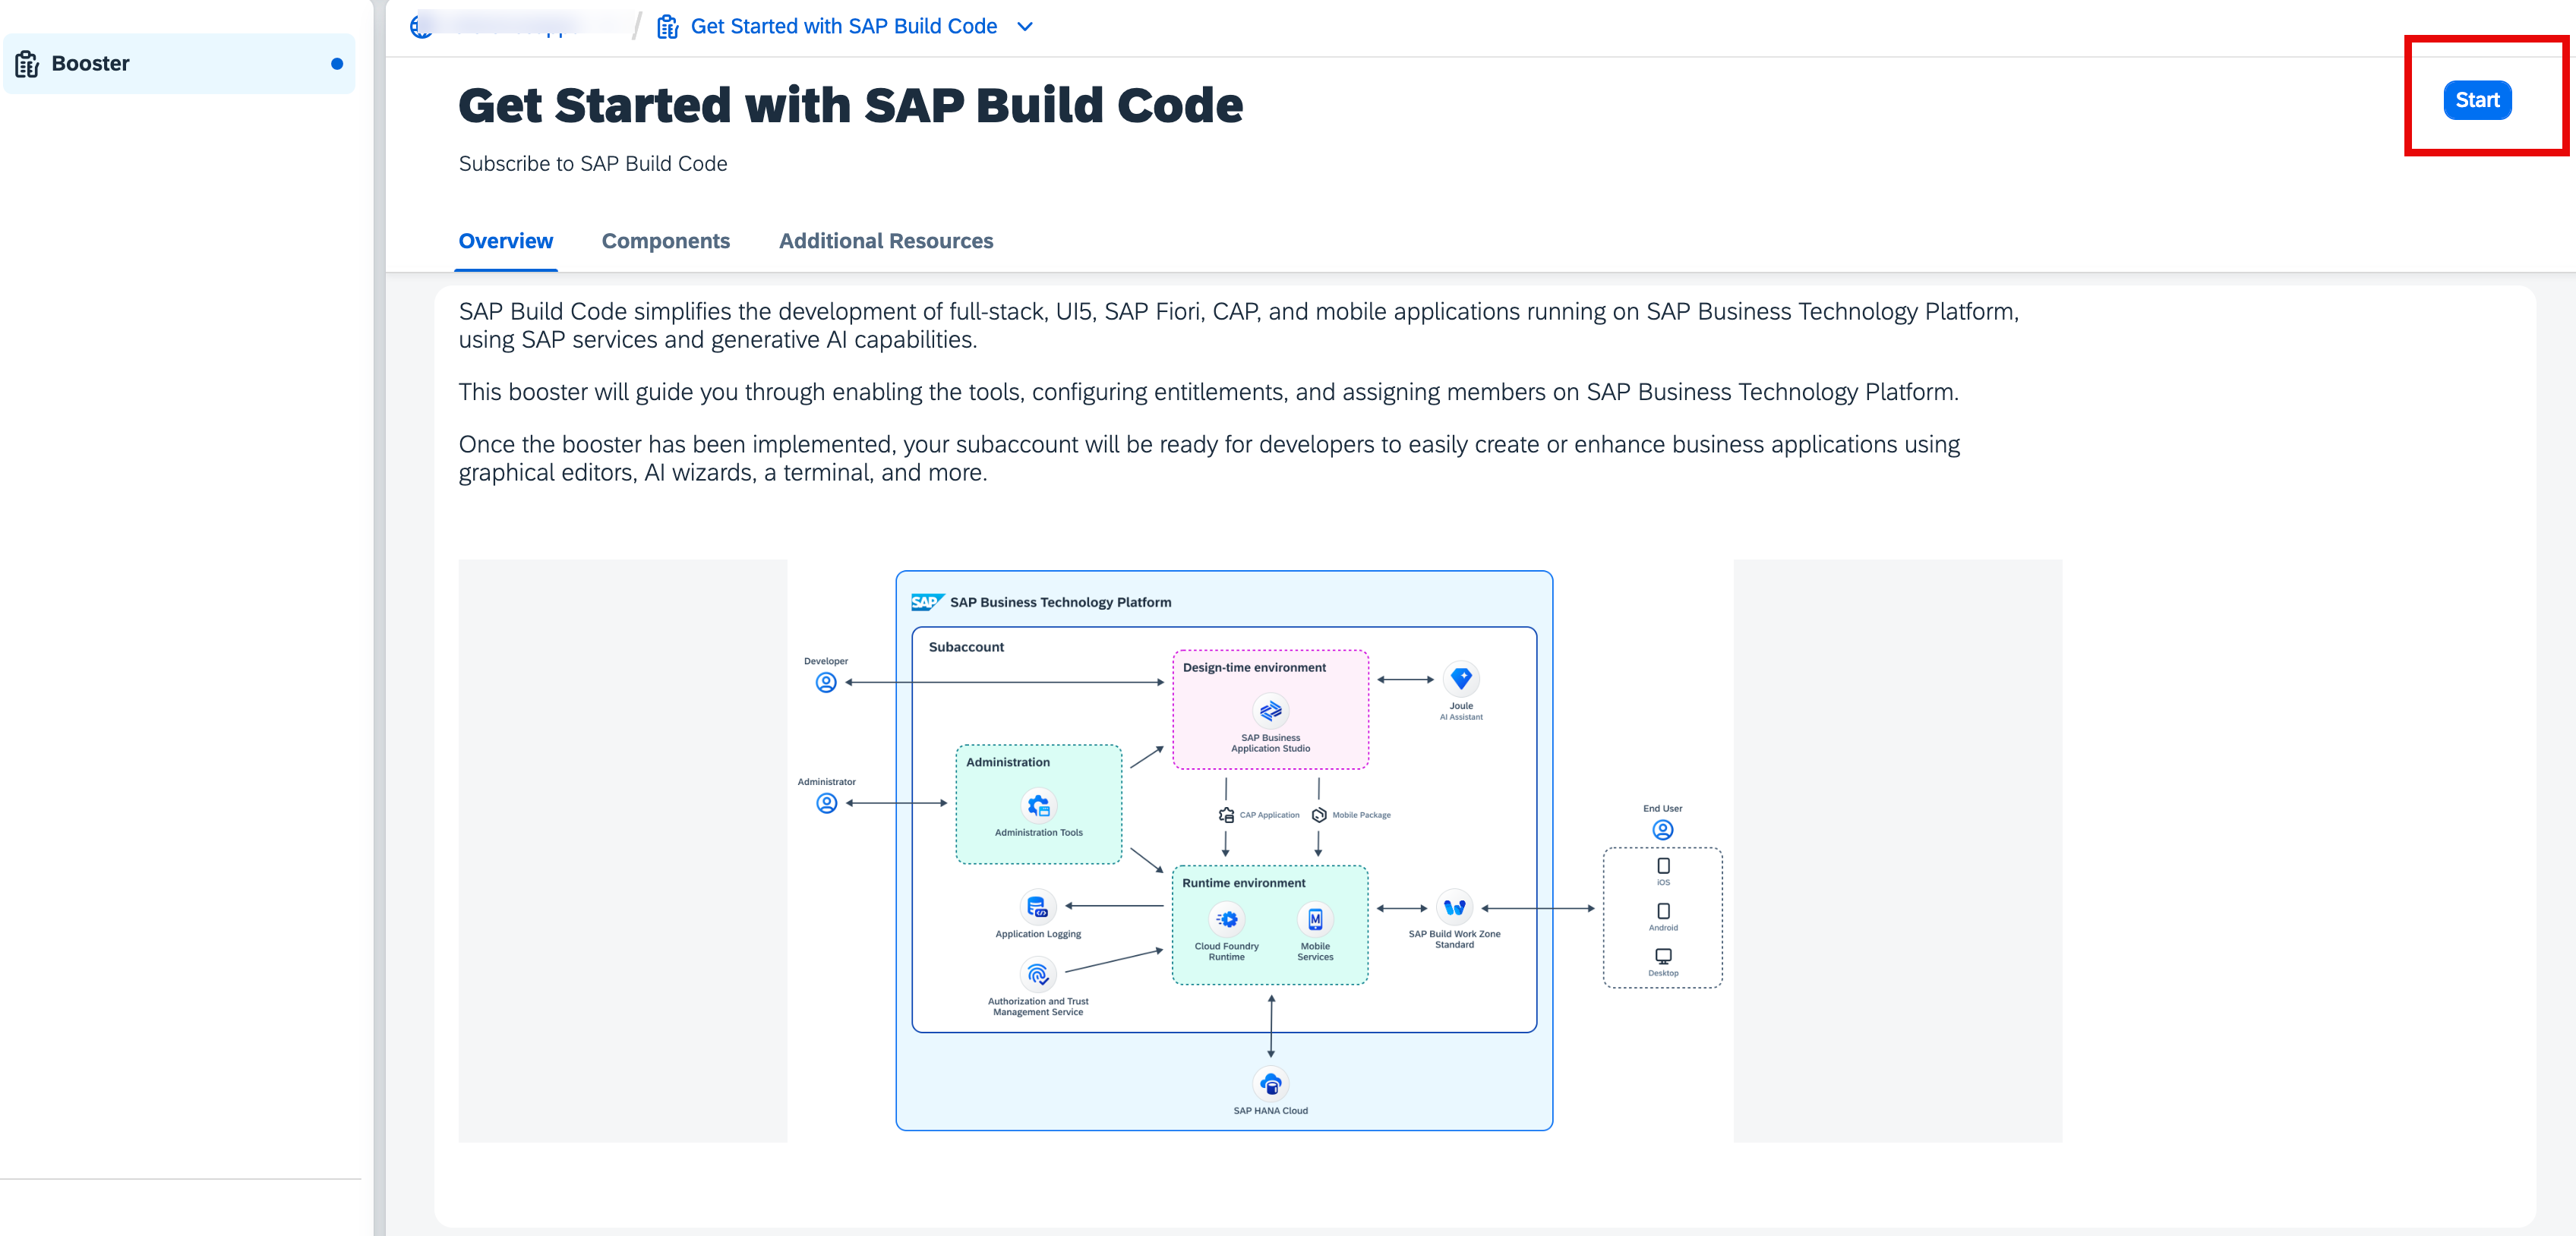 Get Started with SAP Build Code
Booster
Get Started with SAP Build Code
Start
Subscribe to SAP Build Code
Overview
Components
Additional Resources
SAP Build Code simplifies the development of full-stack, UI5, SAP Fiori, CAP, and mobile applications running on SAP Business Technology Platform,
using SAP services and generative AI capabilities.
This booster will guide you through enabling the tools, configuring entitlements, and assigning members on SAP Business Technology Platform.
Once the booster has been implemented, your subaccount will be ready for developers to easily create or enhance business applications using
graphical editors, AI wizards, a terminal, and more.
SAP SAP Business Technology Platform
Subaccount
Developer
Design-time environment
SAP Business
Application Studio
Joule
AI Assistant
Administration
Administrator
Administration Tools
CAP Application
Mobile Package
End User
iOS
Android
Desktop
Runtime environment
Cloud Foundry
Runtime
M
Mobile
Services
Application Logging
SAP Build Work Zone
Standard
Authorization and Trust
Management Service
SAP HANA Cloud